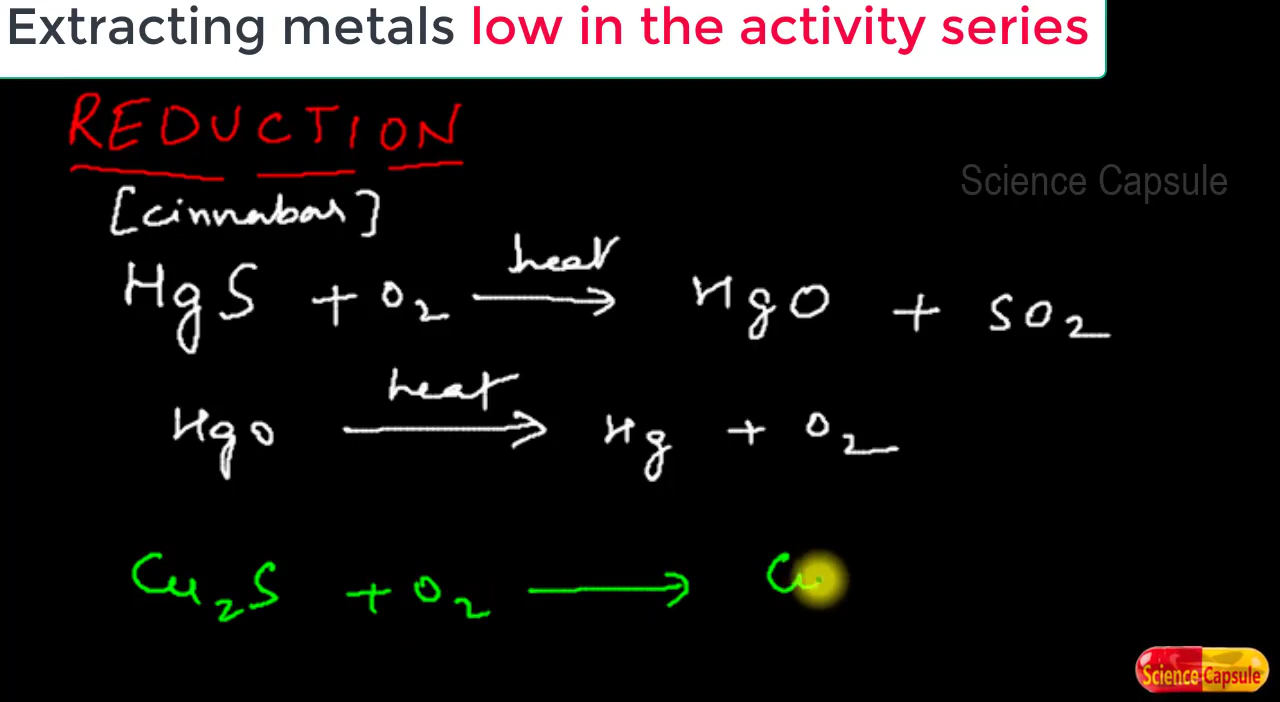 Extracting metals low in the activity series
REDUCTION
Science Capsule
[cinnabar]
HgS + O₂ heat⟶ HgO + SO₂
HgO heat⟶ Hg + O₂
Cu₂S + O₂ ⟶ Cu
Science Capsule